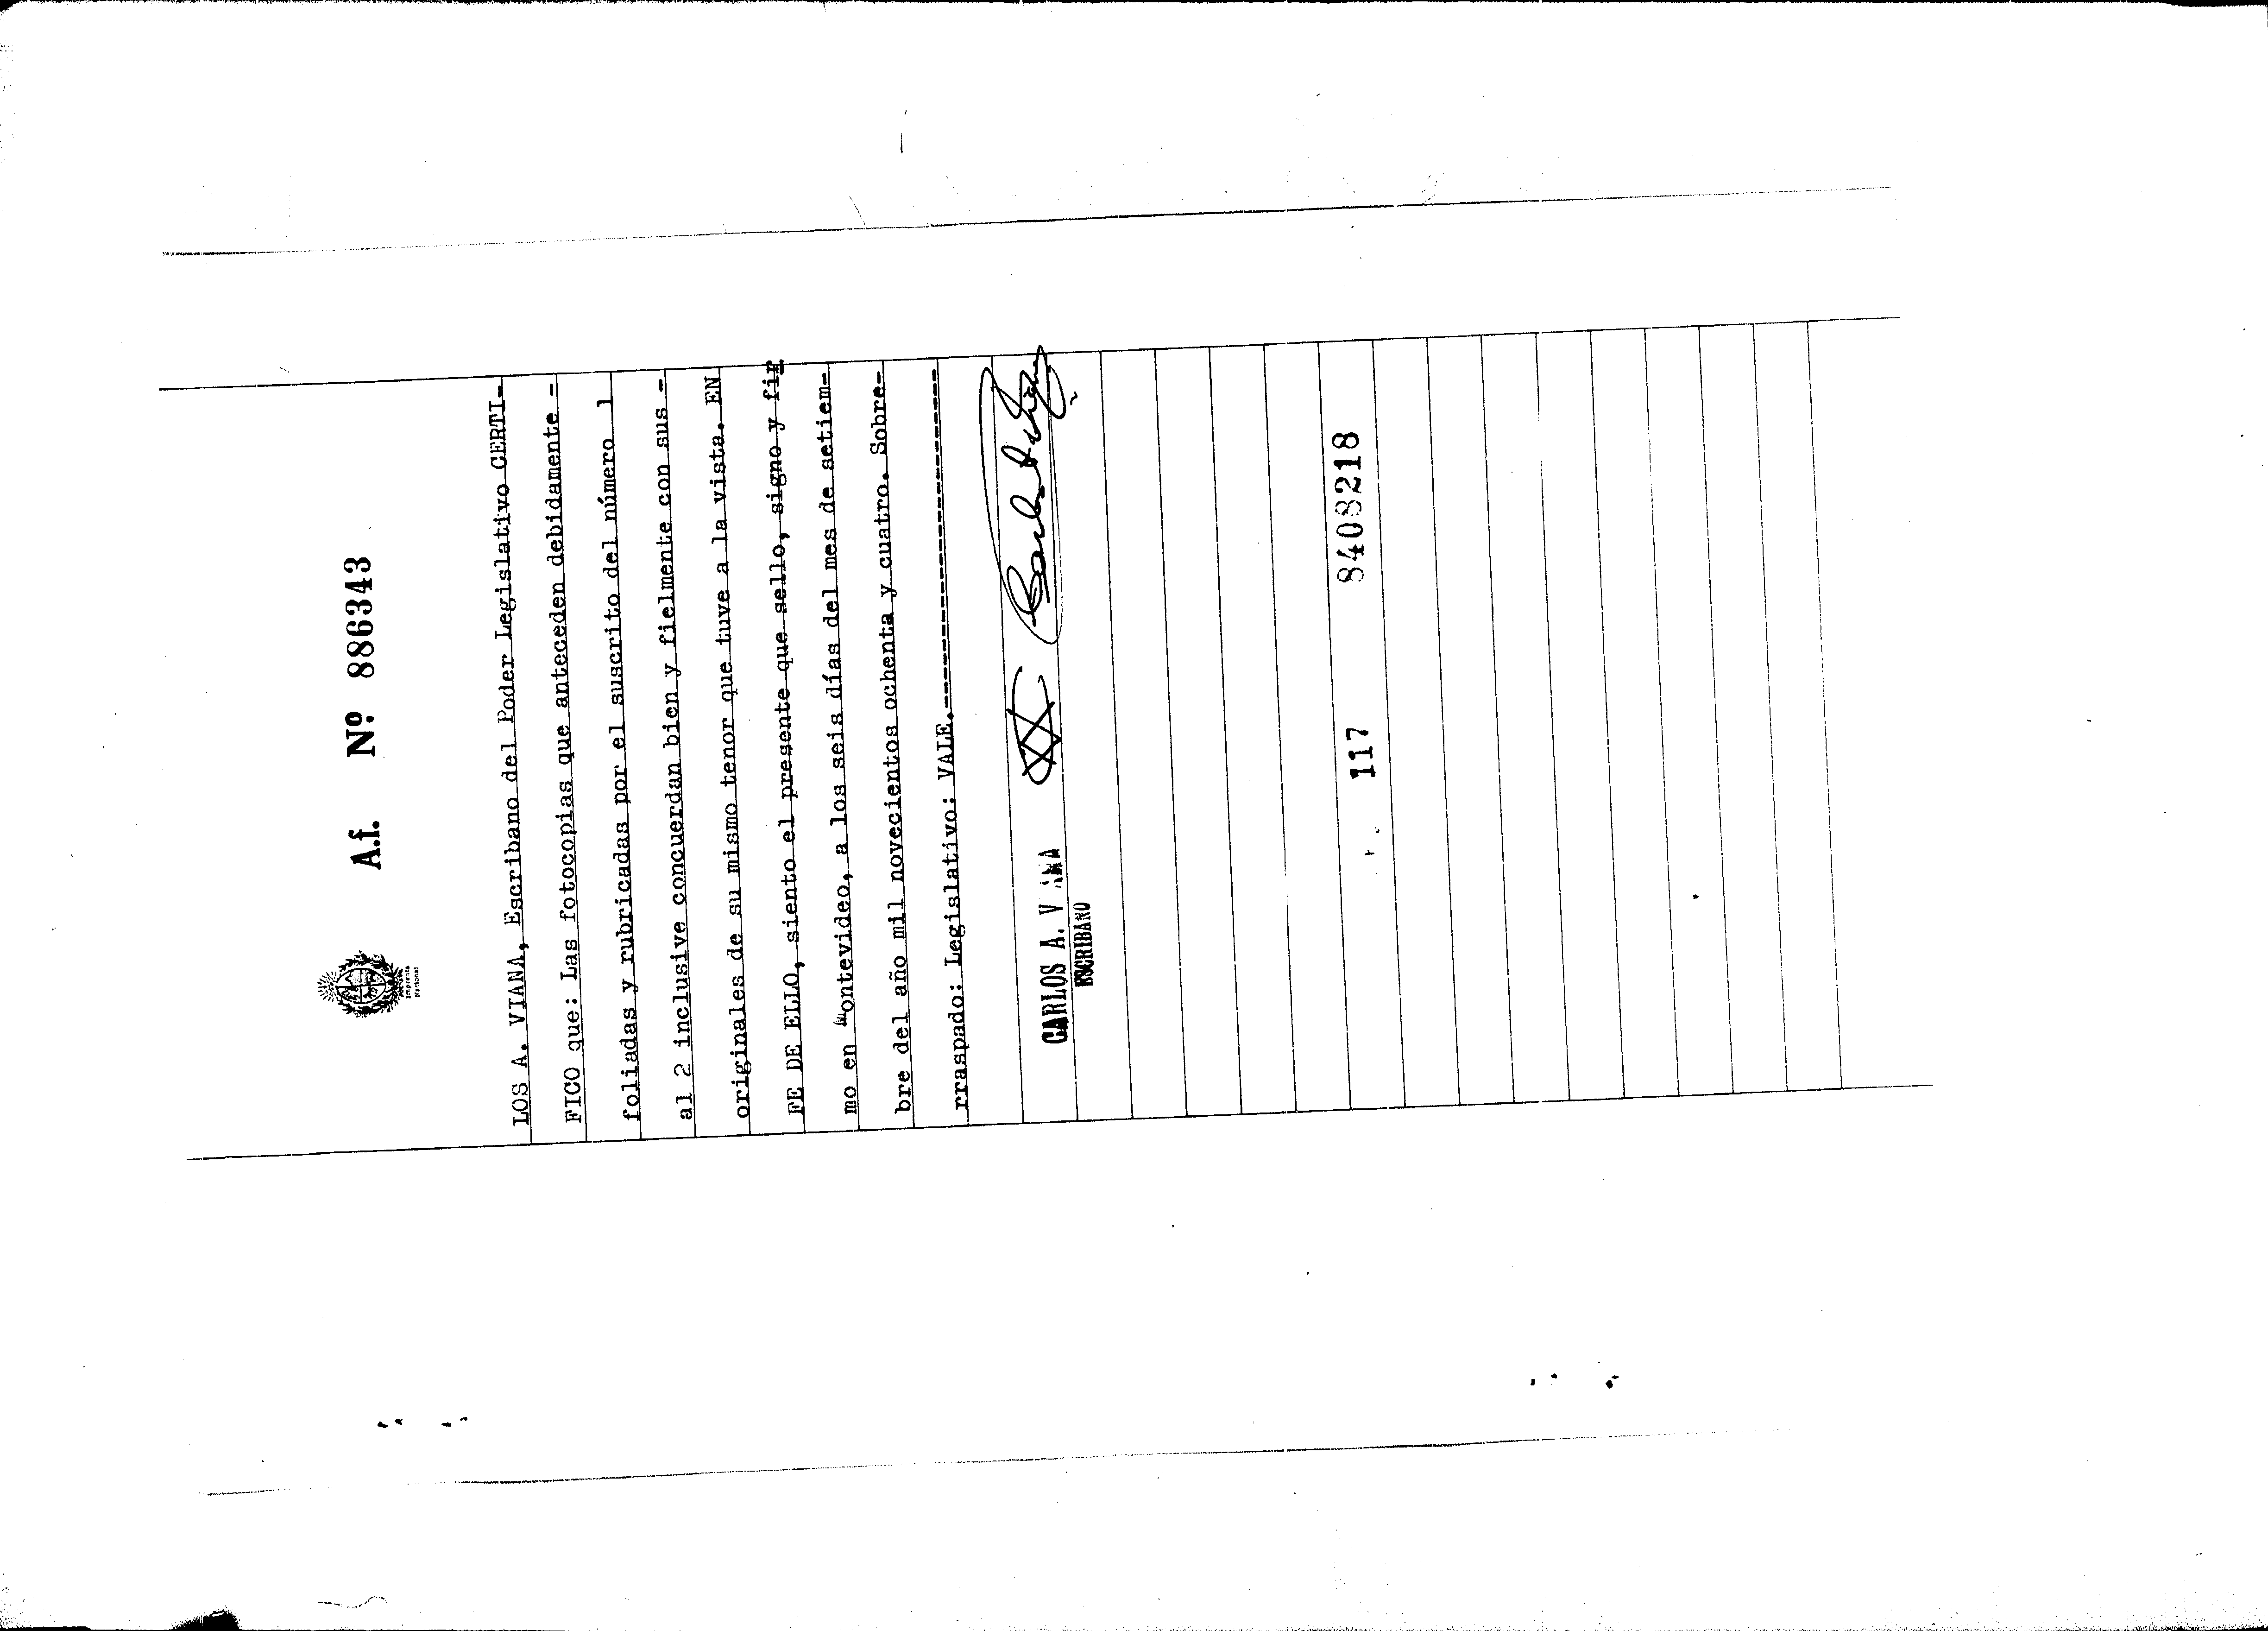 A.f. Nº 886343
Imprenta
Nacional
LOS A. VIANA, Escribano del Poder Legislativo CERTI-
FICO que: Las fotocopias que anteceden debidamente -
foliadas y rubricadas por el suscrito del número 1
al 2 inclusive concuerdan bien y fielmente con sus -
originales de su mismo tenor que tuve a la vista. EN
FE DE ELLO, siento el presente que sello, signo y fir
mo en Montevideo, a los seis días del mes de setiem-
bre del año mil novecientos ochenta y cuatro. Sobre-
rraspado: Legislativo: VALE.-----------------------------
CARLOS A. V
ESCRIBANO
117 8408218